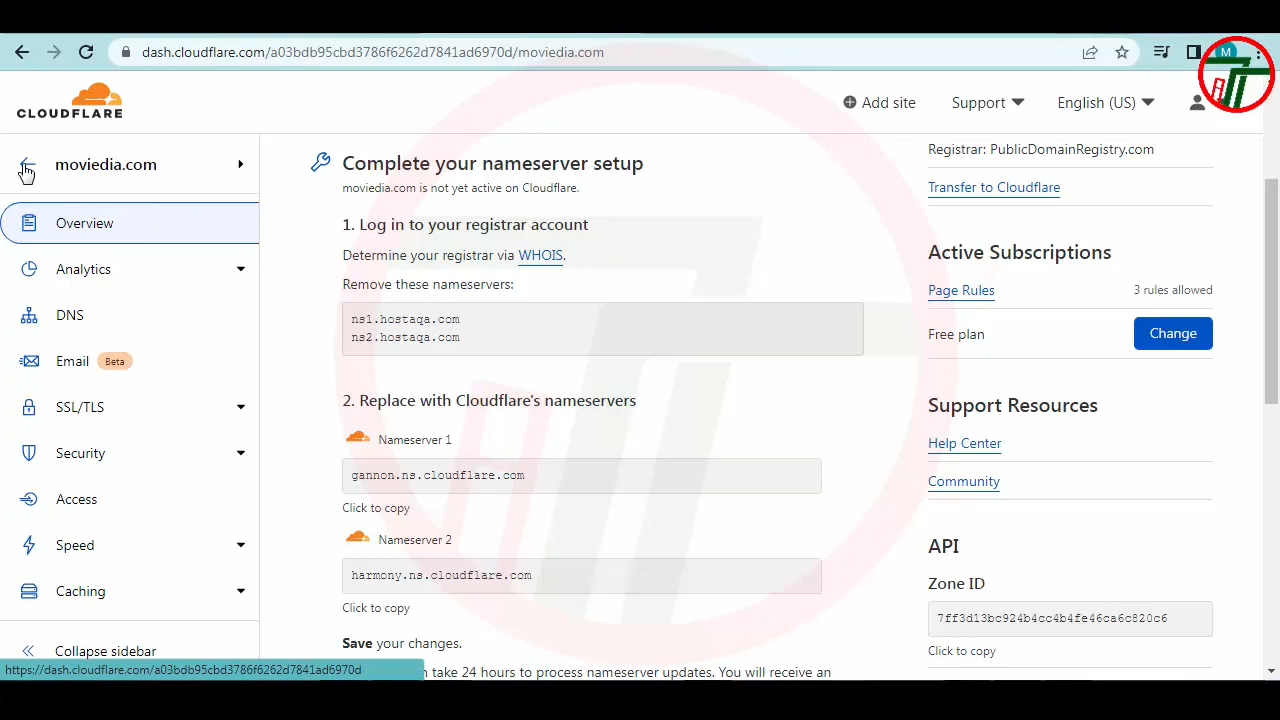 dash.cloudflare.com/a03bdb95cbd3786f6262d7841ad6970d/moviedia.com
M
CLOUDFLARE
Add site
Support
English (US)
moviedia.com
Overview
Analytics
DNS
Email Beta
SSL/TLS
Security
Access
Speed
Caching
Collapse sidebar
https://dash.cloudflare.com/a03bdb95cbd3786f6262d7841ad6970d
Complete your nameserver setup
moviedia.com is not yet active on Cloudflare.
1. Log in to your registrar account
Determine your registrar via WHOIS.
Remove these nameservers:
ns1.hostaqa.com
ns2.hostaqa.com
2. Replace with Cloudflare's nameservers
Nameserver 1
gannon.ns.cloudflare.com
Click to copy
Nameserver 2
harmony.ns.cloudflare.com
Click to copy
Save your changes.
take 24 hours to process nameserver updates. You will receive an
Registrar: PublicDomainRegistry.com
Transfer to Cloudflare
Active Subscriptions
Page Rules 3 rules allowed
Free plan Change
Support Resources
Help Center
Community
API
Zone ID
7ff3d13bc924b4cc4b4fe46ca6c820c6
Click to copy